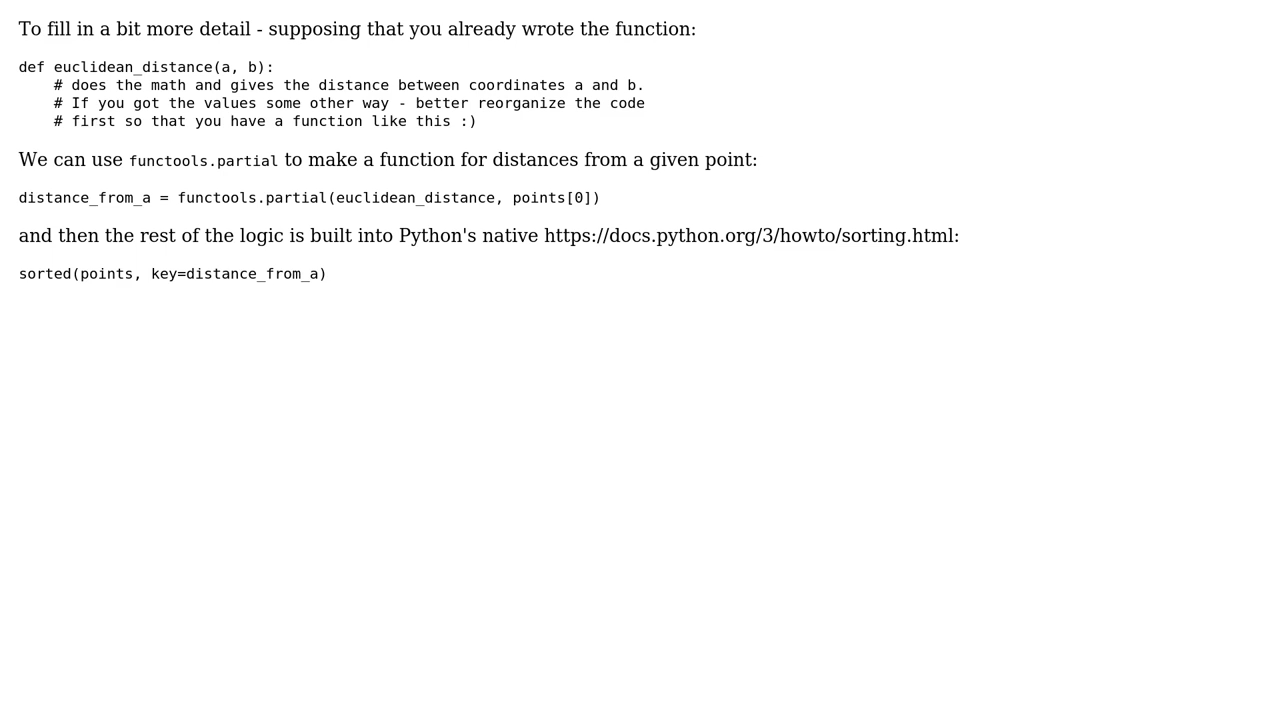 To fill in a bit more detail - supposing that you already wrote the function:
def euclidean_distance(a, b):
    # does the math and gives the distance between coordinates a and b.
    # If you got the values some other way - better reorganize the code
    # first so that you have a function like this :)
We can use functools.partial to make a function for distances from a given point:
distance_from_a = functools.partial(euclidean_distance, points[0])
and then the rest of the logic is built into Python's native https://docs.python.org/3/howto/sorting.html:
sorted(points, key=distance_from_a)